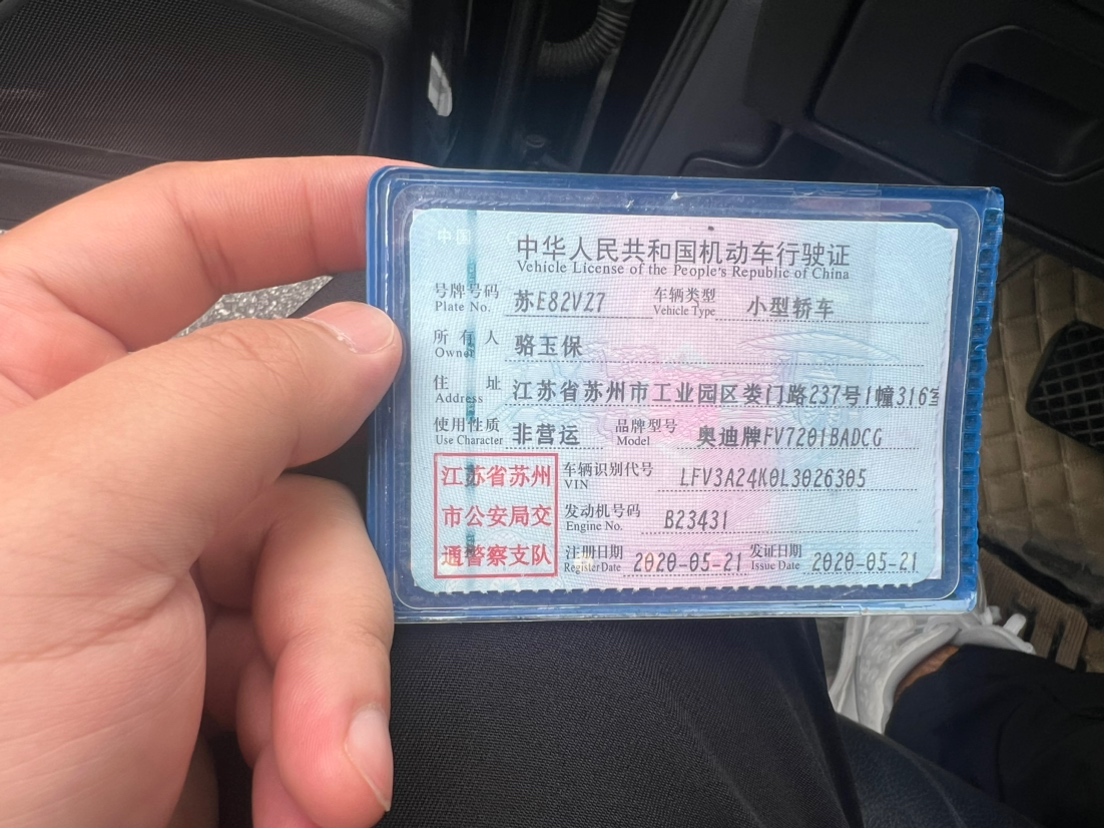 中国
中华人民共和国机动车行驶证
Vehicle License of the People's Republic of China
号牌号码 Plate No. 苏E82VZ7 车辆类型 Vehicle Type 小型轿车
所有人 Owner 骆玉保
住址 Address 江苏省苏州市工业园区娄门路237号1幢316室
使用性质 Use Character 非营运 品牌型号 Model 奥迪牌FV7201BADCG
江苏省苏州
市公安局交
通警察支队
车辆识别代号 VIN LFV3A24K0L3026305
发动机号码 Engine No. B23431
注册日期 Register Date 2020-05-21 发证日期 Issue Date 2020-05-21